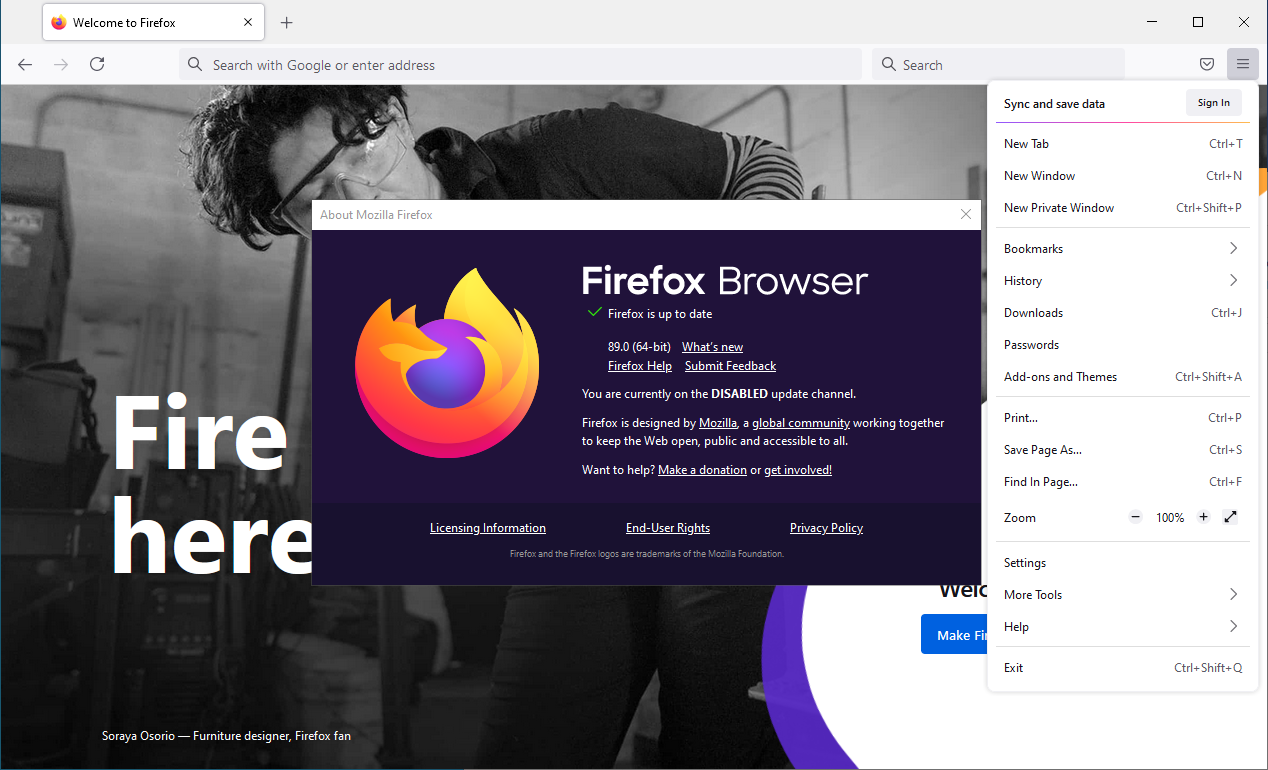 Welcome to Firefox
Search with Google or enter address
Search
Sync and save data
Sign In
New Tab
Ctrl+T
New Window
Ctrl+N
New Private Window
Ctrl+Shift+P
Bookmarks
History
Downloads
Ctrl+J
Passwords
Add-ons and Themes
Ctrl+Shift+A
Print...
Ctrl+P
Save Page As...
Ctrl+S
Find In Page...
Ctrl+F
Zoom
100%
Settings
More Tools
Help
Exit
Ctrl+Shift+Q
About Mozilla Firefox
Firefox Browser
Firefox is up to date
89.0 (64-bit) What's new
Firefox Help Submit Feedback
You are currently on the DISABLED update channel.
Firefox is designed by Mozilla, a global community working together
to keep the Web open, public and accessible to all.
Want to help? Make a donation or get involved!
Licensing Information
End-User Rights
Privacy Policy
Firefox and the Firefox logos are trademarks of the Mozilla Foundation.
Fire
here
Welc
Make Fi
Soraya Osorio — Furniture designer, Firefox fan